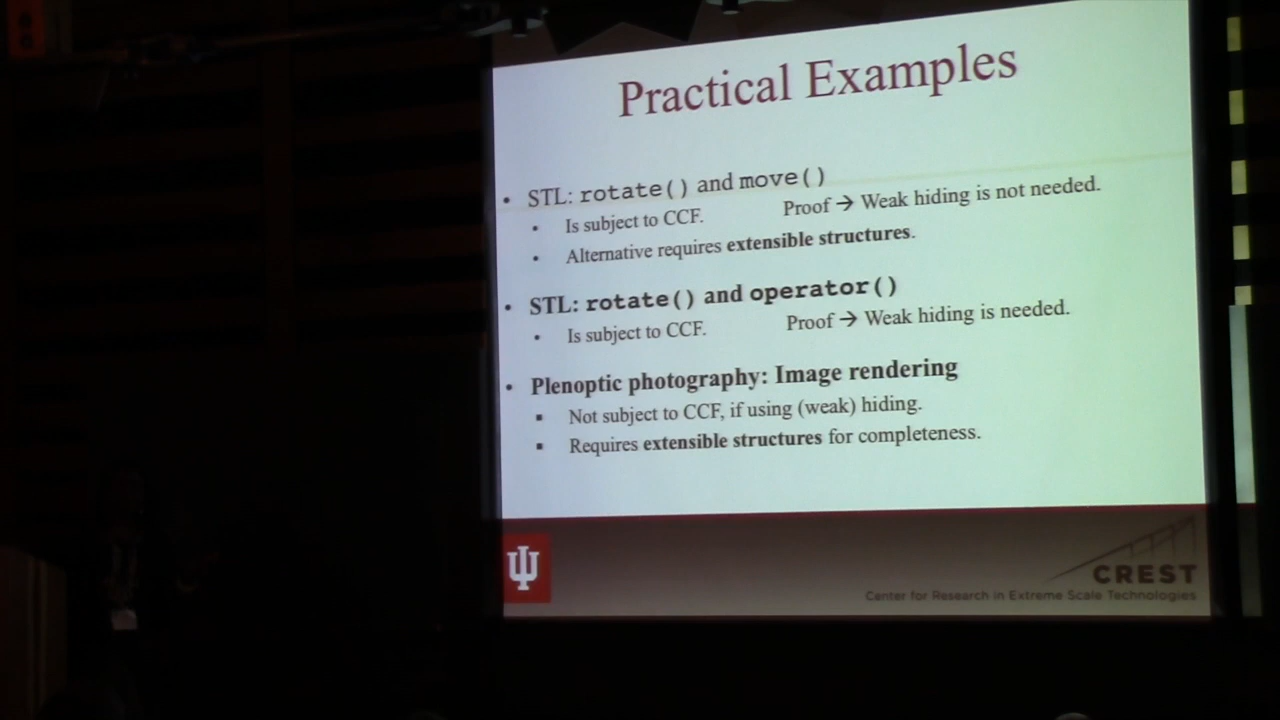 Practical Examples
• STL: rotate() and move()
• Is subject to CCF. Proof → Weak hiding is not needed.
• Alternative requires extensible structures.
• STL: rotate() and operator()
• Is subject to CCF. Proof → Weak hiding is needed.
• Plenoptic photography: Image rendering
▪ Not subject to CCF, if using (weak) hiding.
▪ Requires extensible structures for completeness.
CREST
Center for Research in Extreme Scale Technologies